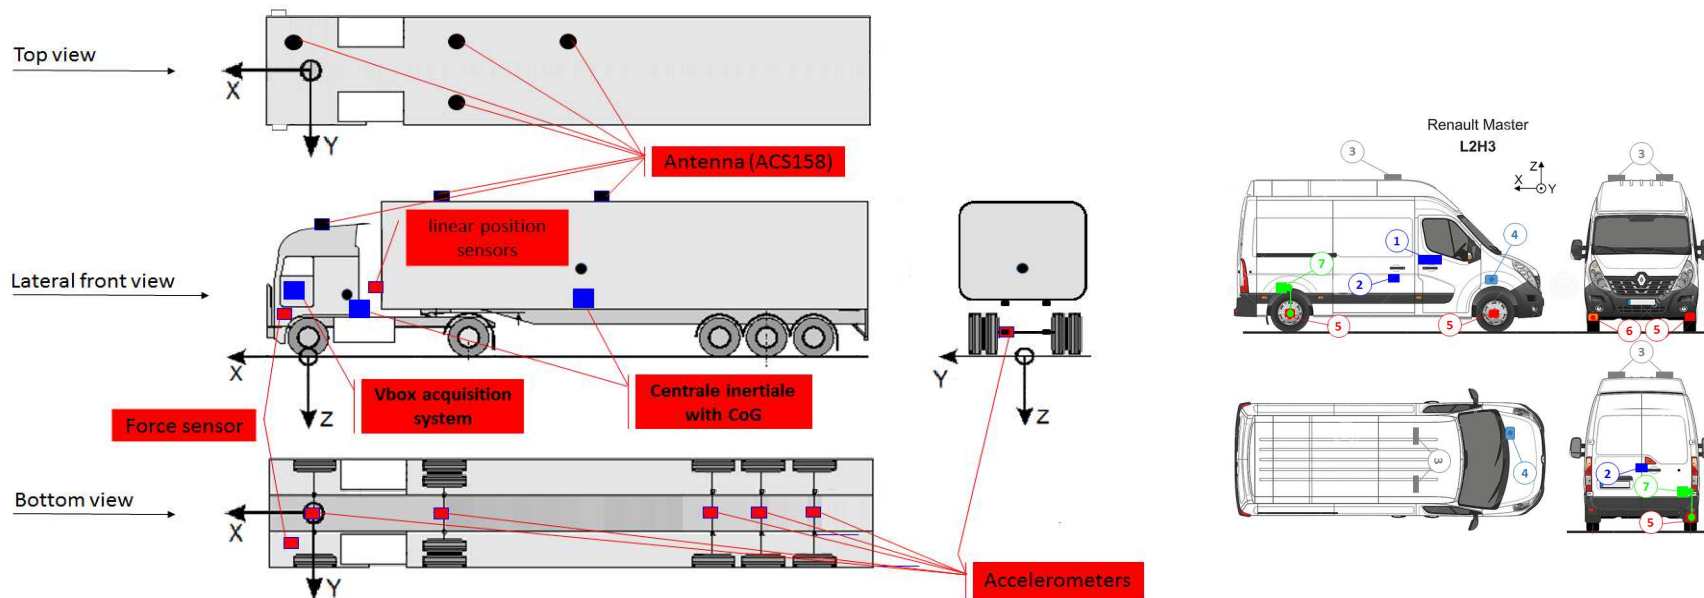 Top view
X
Y
Antenna (ACS158)
Lateral front view
linear position
sensors
X
Z
Y
Z
Vbox acquisition
system
Centrale inertiale
with CoG
Force sensor
Bottom view
X
Y
Accelerometers
Renault Master
L2H3
3
Z
X
Y
3
1
4
7
2
5
5
6
5
3
3
4
2
7
5